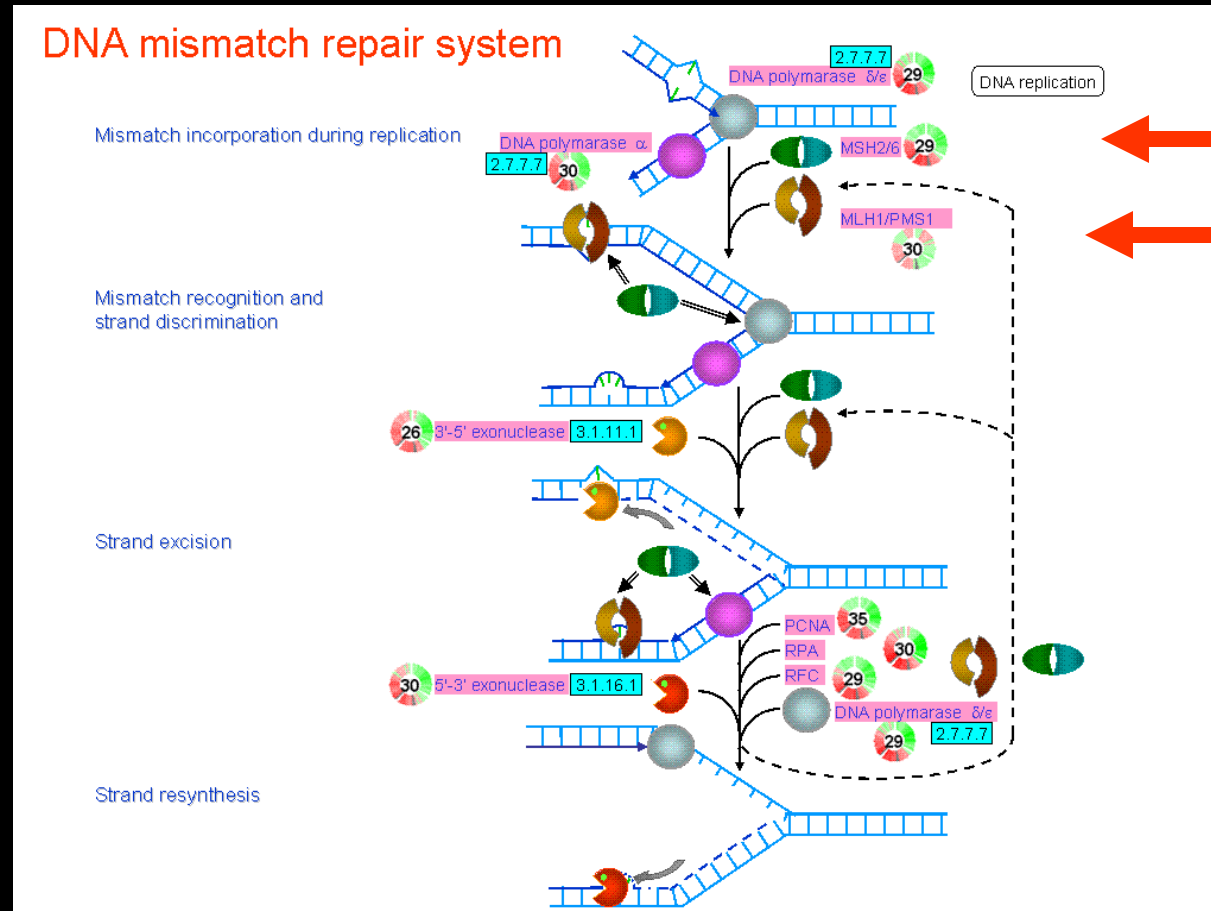 DNA mismatch repair system
2.7.7.7
DNA polymarase δ/ε 29
DNA replication
Mismatch incorporation during replication
DNA polymarase α
2.7.7.7 30
MSH2/6 29
MLH1/PMS1
30
Mismatch recognition and
strand discrimination
26 3'-5' exonuclease 3.1.11.1
Strand excision
PCNA 35
RPA 30
RFC 29
30 5'-3' exonuclease 3.1.16.1
DNA polymarase δ/ε
29 2.7.7.7
Strand resynthesis